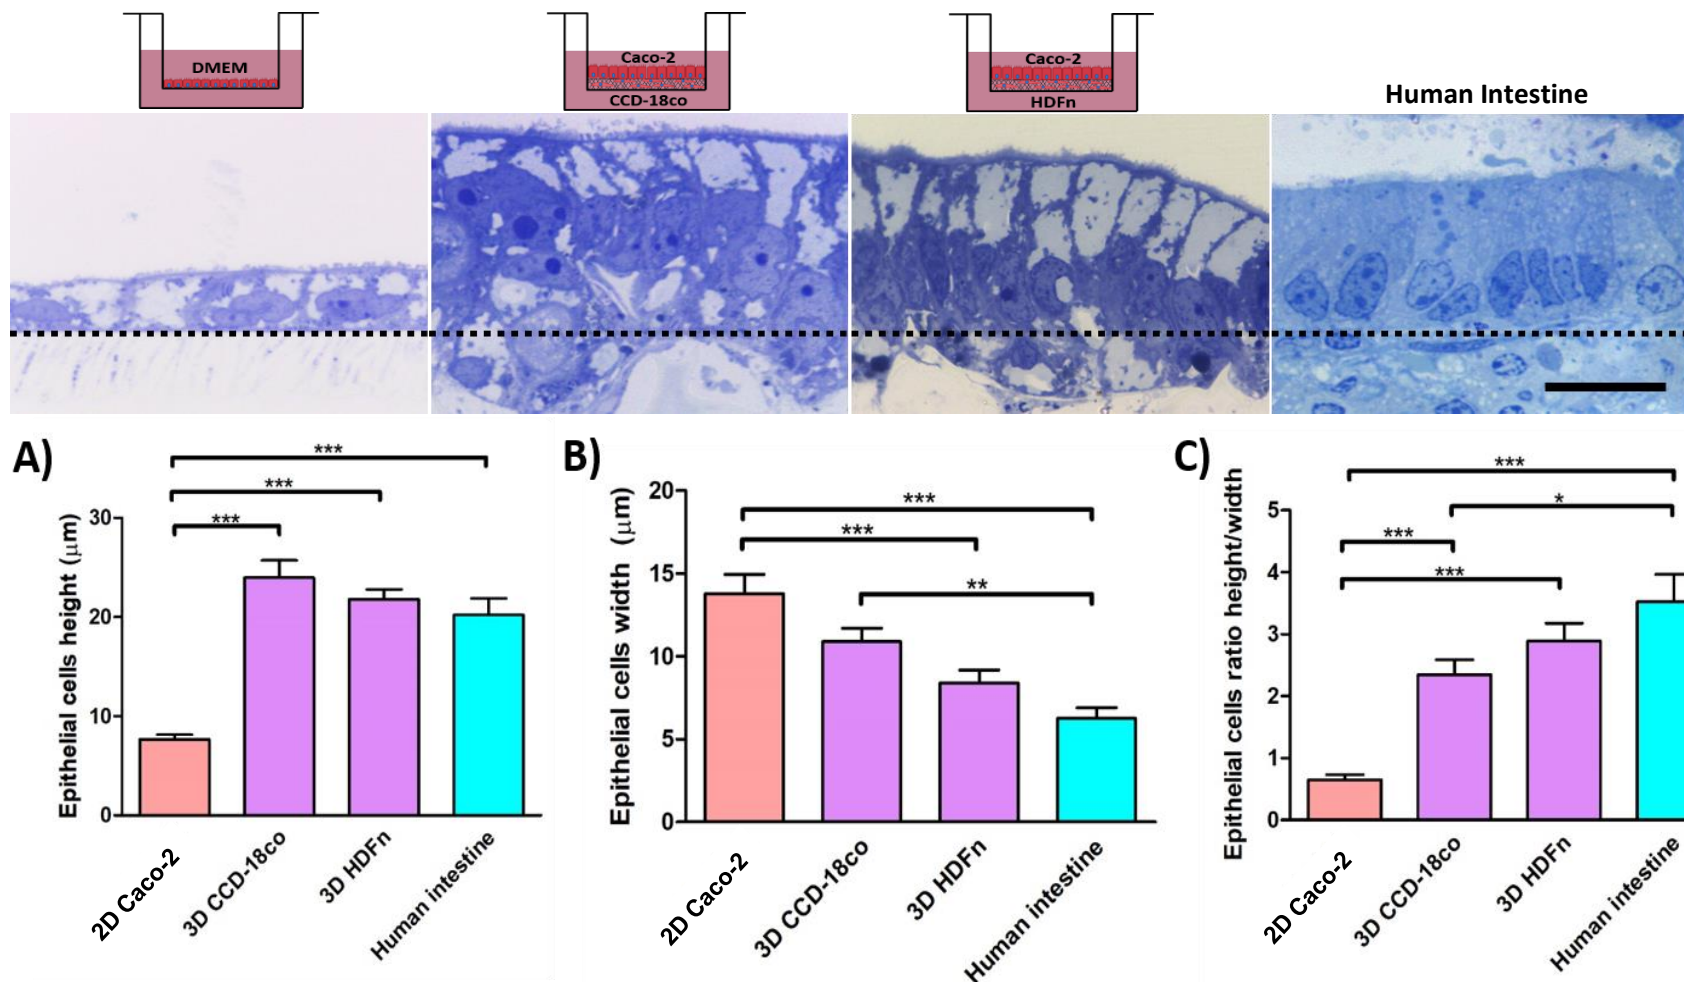 DMEM
Caco-2
CCD-18co
Caco-2
HDFn
Human Intestine
A)
Epithelial cells height (μm)
30
20
10
0
***
***
***
2D Caco-2
3D CCD-18co
3D HDFn
Human intestine
B)
Epithelial cells width (μm)
20
15
10
5
0
***
***
**
2D Caco-2
3D CCD-18co
3D HDFn
Human intestine
C)
Epithelial cells ratio height/width
5
4
3
2
1
0
***
*
***
***
2D Caco-2
3D CCD-18co
3D HDFn
Human intestine